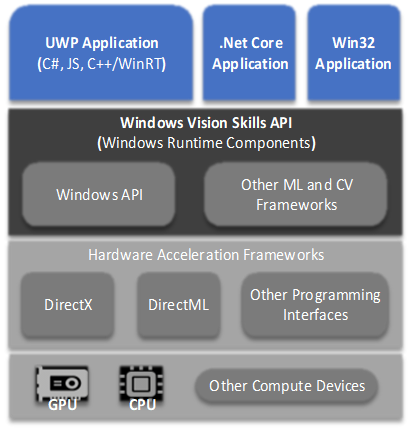 UWP Application
(C#, JS, C++/WinRT)
.Net Core
Application
Win32
Application
Windows Vision Skills API
(Windows Runtime Components)
Windows API
Other ML and CV
Frameworks
Hardware Acceleration Frameworks
DirectX
DirectML
Other Programming
Interfaces
GPU
CPU
Other Compute Devices